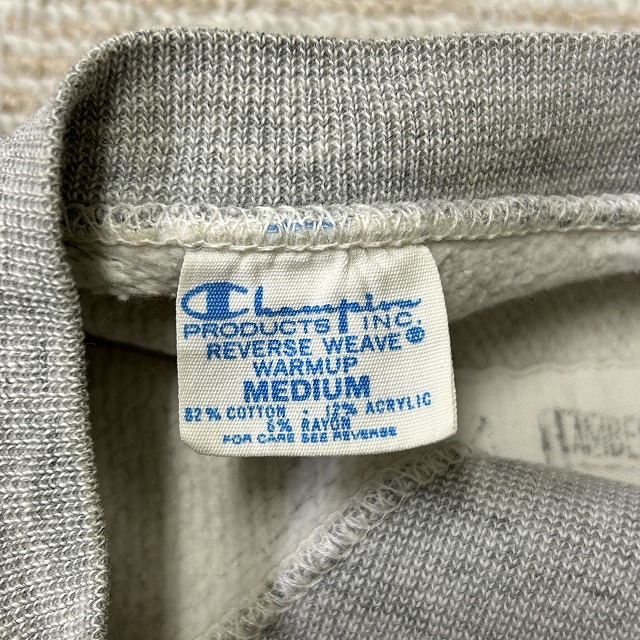 Champion
PRODUCTS INC.
REVERSE WEAVE®
WARMUP
MEDIUM
82% COTTON . 12% ACRYLIC
6% RAYON
FOR CARE SEE REVERSE